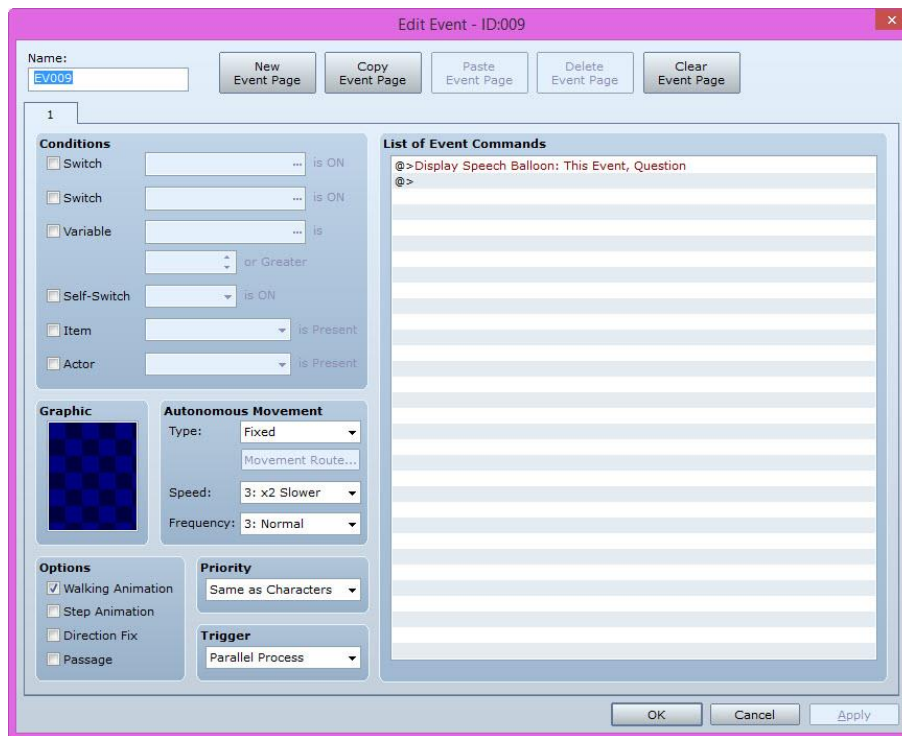 Edit Event - ID:009
Name:
EV009
New
Event Page
Copy
Event Page
Paste
Event Page
Delete
Event Page
Clear
Event Page
1
Conditions
Switch ... is ON
Switch ... is ON
Variable ... is
or Greater
Self-Switch is ON
Item is Present
Actor is Present
Graphic
Autonomous Movement
Type: Fixed
Movement Route...
Speed: 3: x2 Slower
Frequency: 3: Normal
Options
Walking Animation
Step Animation
Direction Fix
Passage
Priority
Same as Characters
Trigger
Parallel Process
List of Event Commands
@>Display Speech Balloon: This Event, Question
@>
OK
Cancel
Apply